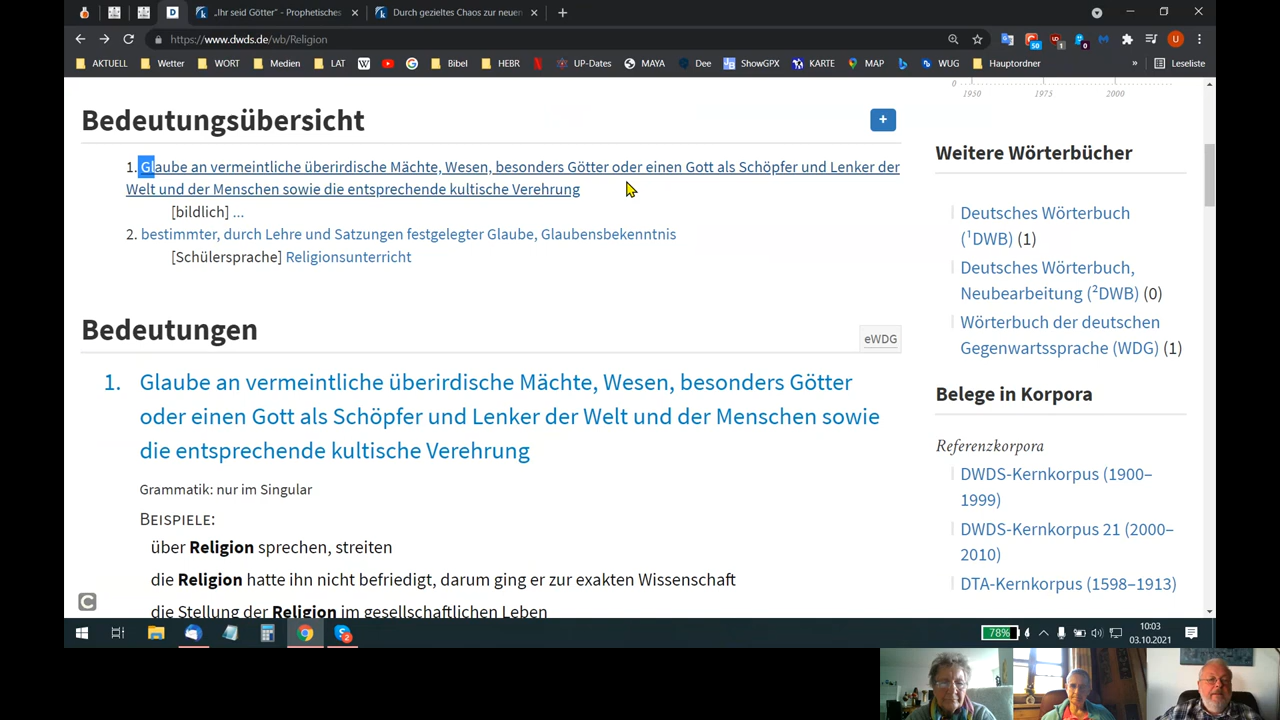 „Ihr seid Götter" - Prophetisches
Durch gezieltes Chaos zur neuen
https://www.dwds.de/wb/Religion
AKTUELL Wetter WORT Medien LAT Bibel HEBR UP-Dates MAYA Dee ShowGPX KARTE MAP WUG Hauptordner » Leseliste
Bedeutungsübersicht
+
1. Glaube an vermeintliche überirdische Mächte, Wesen, besonders Götter oder einen Gott als Schöpfer und Lenker der
Welt und der Menschen sowie die entsprechende kultische Verehrung
[bildlich] ...
2. bestimmter, durch Lehre und Satzungen festgelegter Glaube, Glaubensbekenntnis
[Schülersprache] Religionsunterricht
Bedeutungen
eWDG
1. Glaube an vermeintliche überirdische Mächte, Wesen, besonders Götter
oder einen Gott als Schöpfer und Lenker der Welt und der Menschen sowie
die entsprechende kultische Verehrung
Grammatik: nur im Singular
BEISPIELE:
über Religion sprechen, streiten
die Religion hatte ihn nicht befriedigt, darum ging er zur exakten Wissenschaft
die Stellung der Religion im gesellschaftlichen Leben
0
1950 1975 2000
Weitere Wörterbücher
Deutsches Wörterbuch
(¹DWB) (1)
Deutsches Wörterbuch,
Neubearbeitung (²DWB) (0)
Wörterbuch der deutschen
Gegenwartssprache (WDG) (1)
Belege in Korpora
Referenzkorpora
DWDS-Kernkorpus (1900–
1999)
DWDS-Kernkorpus 21 (2000–
2010)
DTA-Kernkorpus (1598–1913)
78%
10:03
03.10.2021